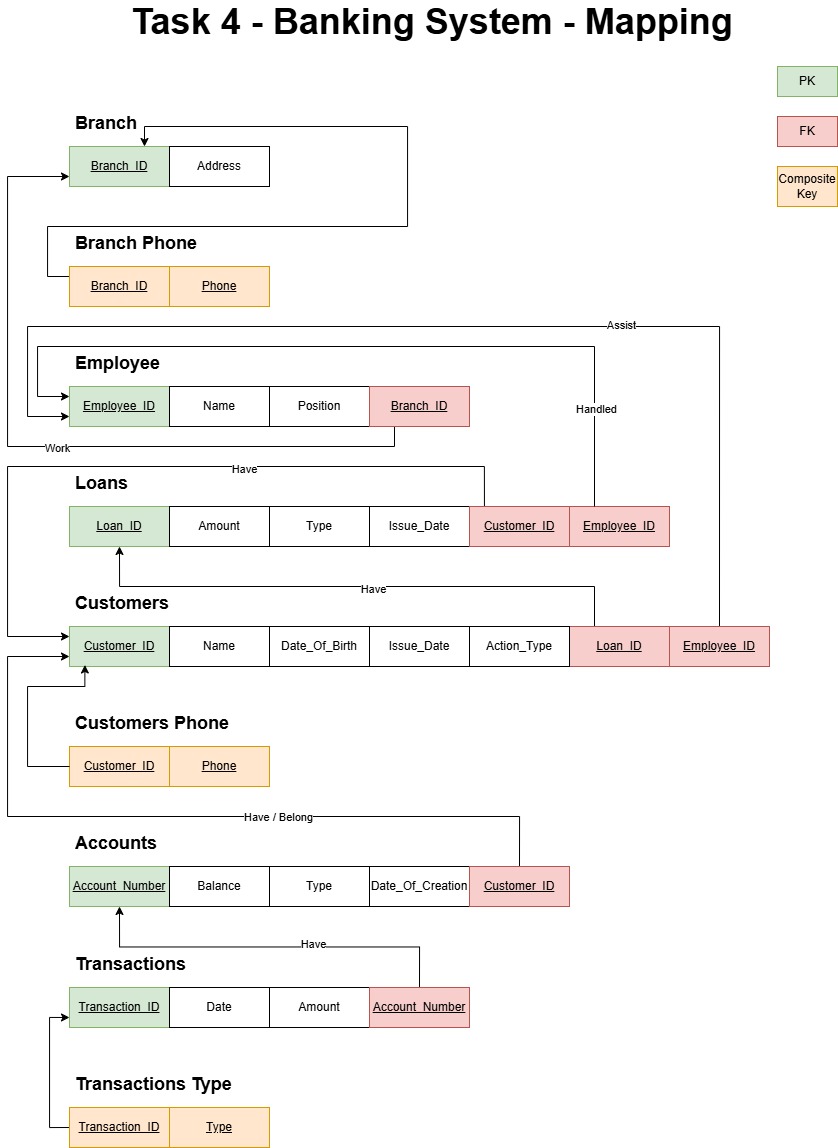 Task 4 - Banking System - Mapping
PK
FK
Composite
Key
Branch
Branch_ID Address
Branch Phone
Branch_ID Phone
Assist
Employee
Employee_ID Name Position Branch_ID
Handled
Work
Have
Loans
Loan_ID Amount Type Issue_Date Customer_ID Employee_ID
Have
Customers
Customer_ID Name Date_Of_Birth Issue_Date Action_Type Loan_ID Employee_ID
Customers Phone
Customer_ID Phone
Have / Belong
Accounts
Account_Number Balance Type Date_Of_Creation Customer_ID
Have
Transactions
Transaction_ID Date Amount Account_Number
Transactions Type
Transaction_ID Type